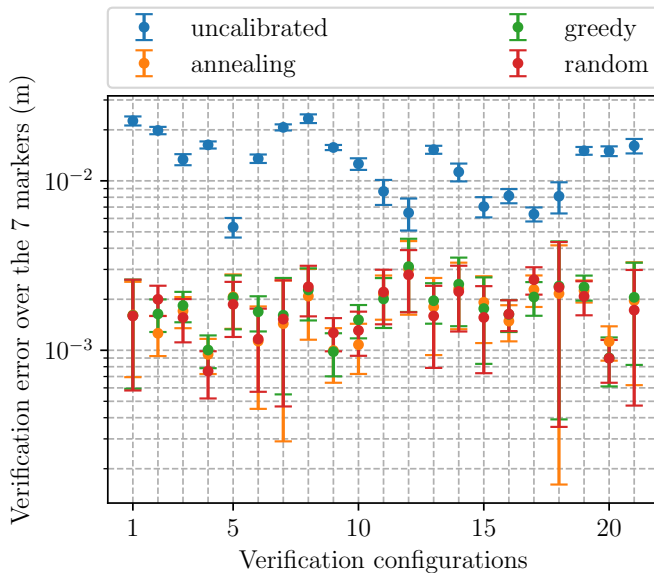 uncalibrated
annealing
greedy
random
Verification error over the 7 markers (m)
10⁻²
10⁻³
1 5 10 15 20
Verification configurations